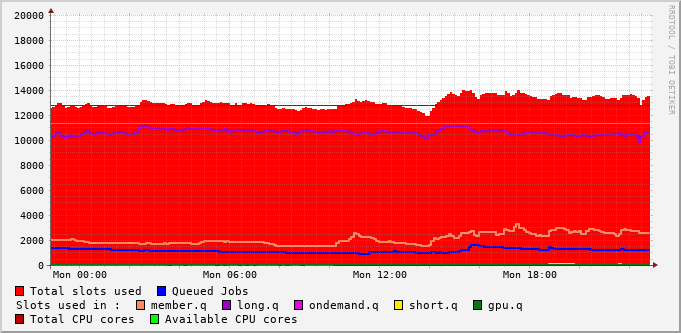 20000
18000
16000
14000
12000
10000
8000
6000
4000
2000
0
Mon 00:00 Mon 06:00 Mon 12:00 Mon 18:00
RRDTOOL / TOBI OETIKER
Total slots used Queued Jobs
Slots used in : member.q long.q ondemand.q short.q gpu.q
Total CPU cores Available CPU cores